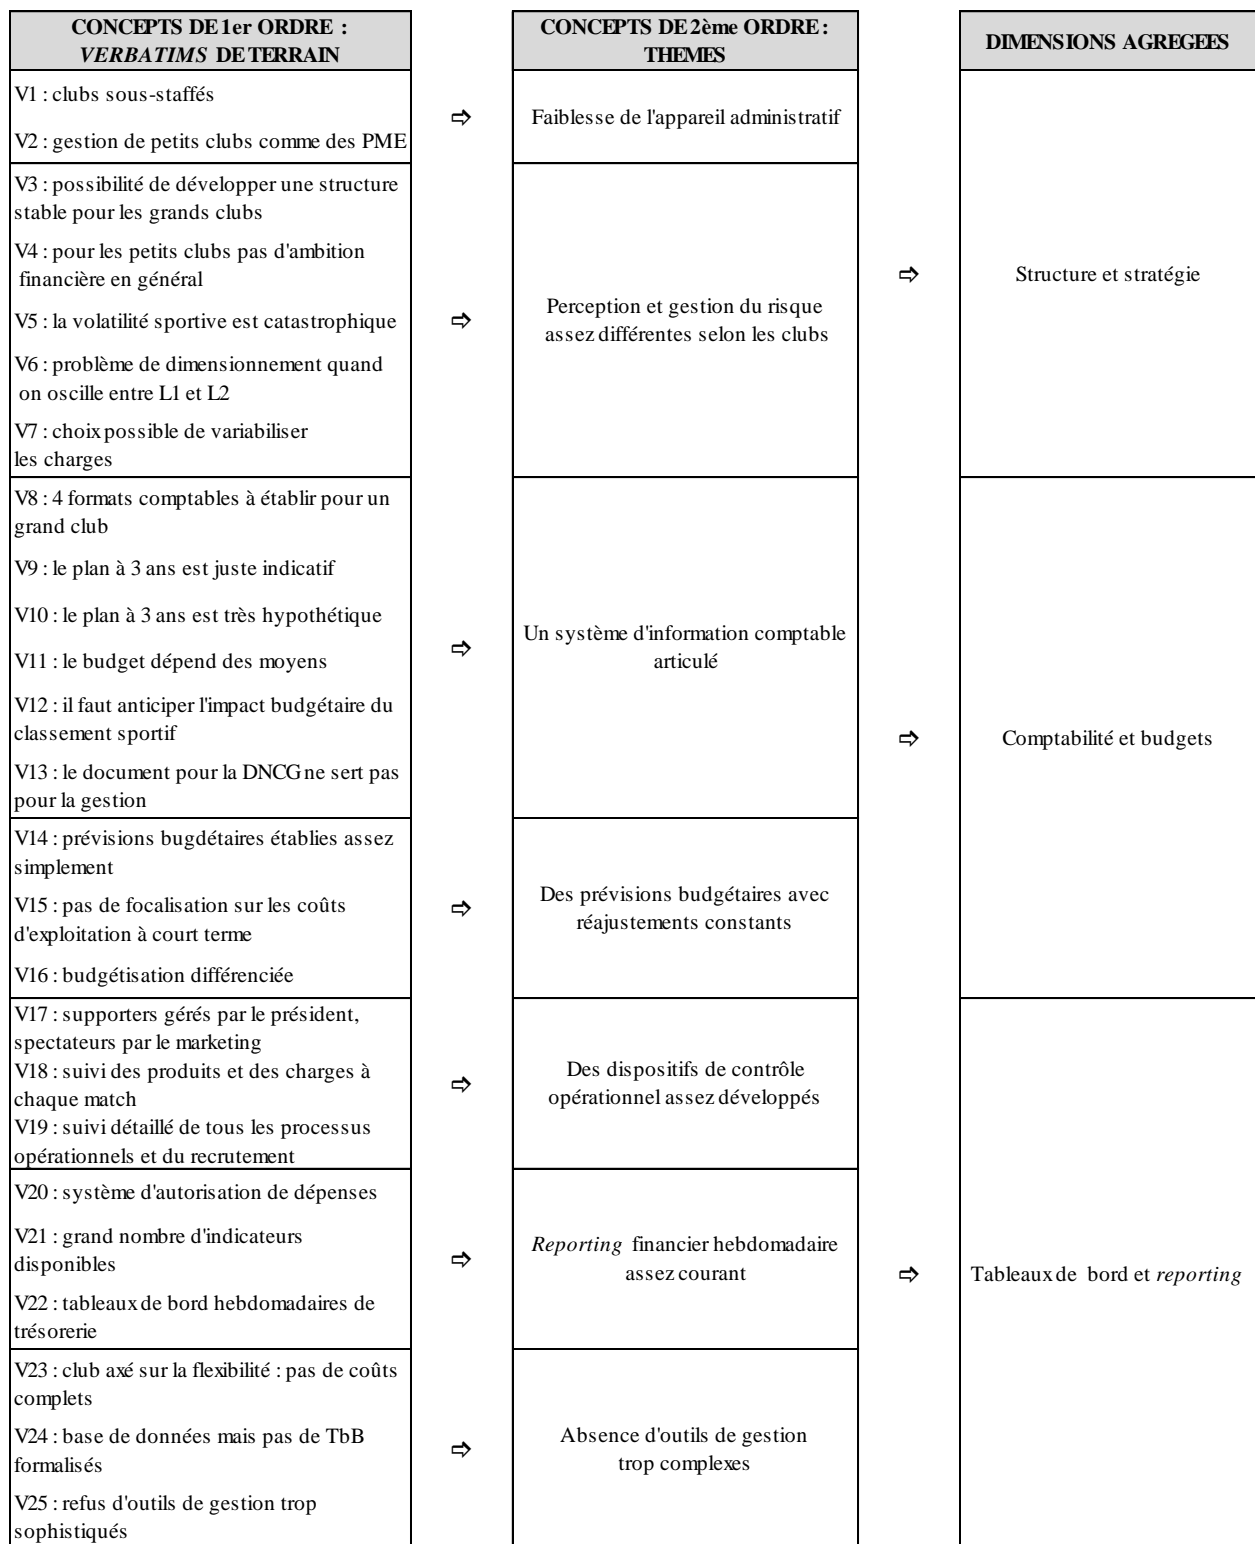 CONCEPTS DE 1er ORDRE :
VERBATIMS DE TERRAIN
CONCEPTS DE 2ème ORDRE :
THEMES
DIMENSIONS AGREGEES
V1 : clubs sous-staffés
V2 : gestion de petits clubs comme des PME
⇨
Faiblesse de l'appareil administratif
V3 : possibilité de développer une structure
stable pour les grands clubs
V4 : pour les petits clubs pas d'ambition
financière en général
V5 : la volatilité sportive est catastrophique
V6 : problème de dimensionnement quand
on oscille entre L1 et L2
V7 : choix possible de variabiliser
les charges
⇨
Perception et gestion du risque
assez différentes selon les clubs
⇨
Structure et stratégie
V8 : 4 formats comptables à établir pour un
grand club
V9 : le plan à 3 ans est juste indicatif
V10 : le plan à 3 ans est très hypothétique
V11 : le budget dépend des moyens
V12 : il faut anticiper l'impact budgétaire du
classement sportif
V13 : le document pour la DNCG ne sert pas
pour la gestion
⇨
Un système d'information comptable
articulé
V14 : prévisions bugdétaires établies assez
simplement
V15 : pas de focalisation sur les coûts
d'exploitation à court terme
V16 : budgétisation différenciée
⇨
Des prévisions budgétaires avec
réajustements constants
⇨
Comptabilité et budgets
V17 : supporters gérés par le président,
spectateurs par le marketing
V18 : suivi des produits et des charges à
chaque match
V19 : suivi détaillé de tous les processus
opérationnels et du recrutement
⇨
Des dispositifs de contrôle
opérationnel assez développés
V20 : système d'autorisation de dépenses
V21 : grand nombre d'indicateurs
disponibles
V22 : tableaux de bord hebdomadaires de
trésorerie
⇨
Reporting financier hebdomadaire
assez courant
⇨
Tableaux de bord et reporting
V23 : club axé sur la flexibilité : pas de coûts
complets
V24 : base de données mais pas de TbB
formalisés
V25 : refus d'outils de gestion trop
sophistiqués
⇨
Absence d'outils de gestion
trop complexes